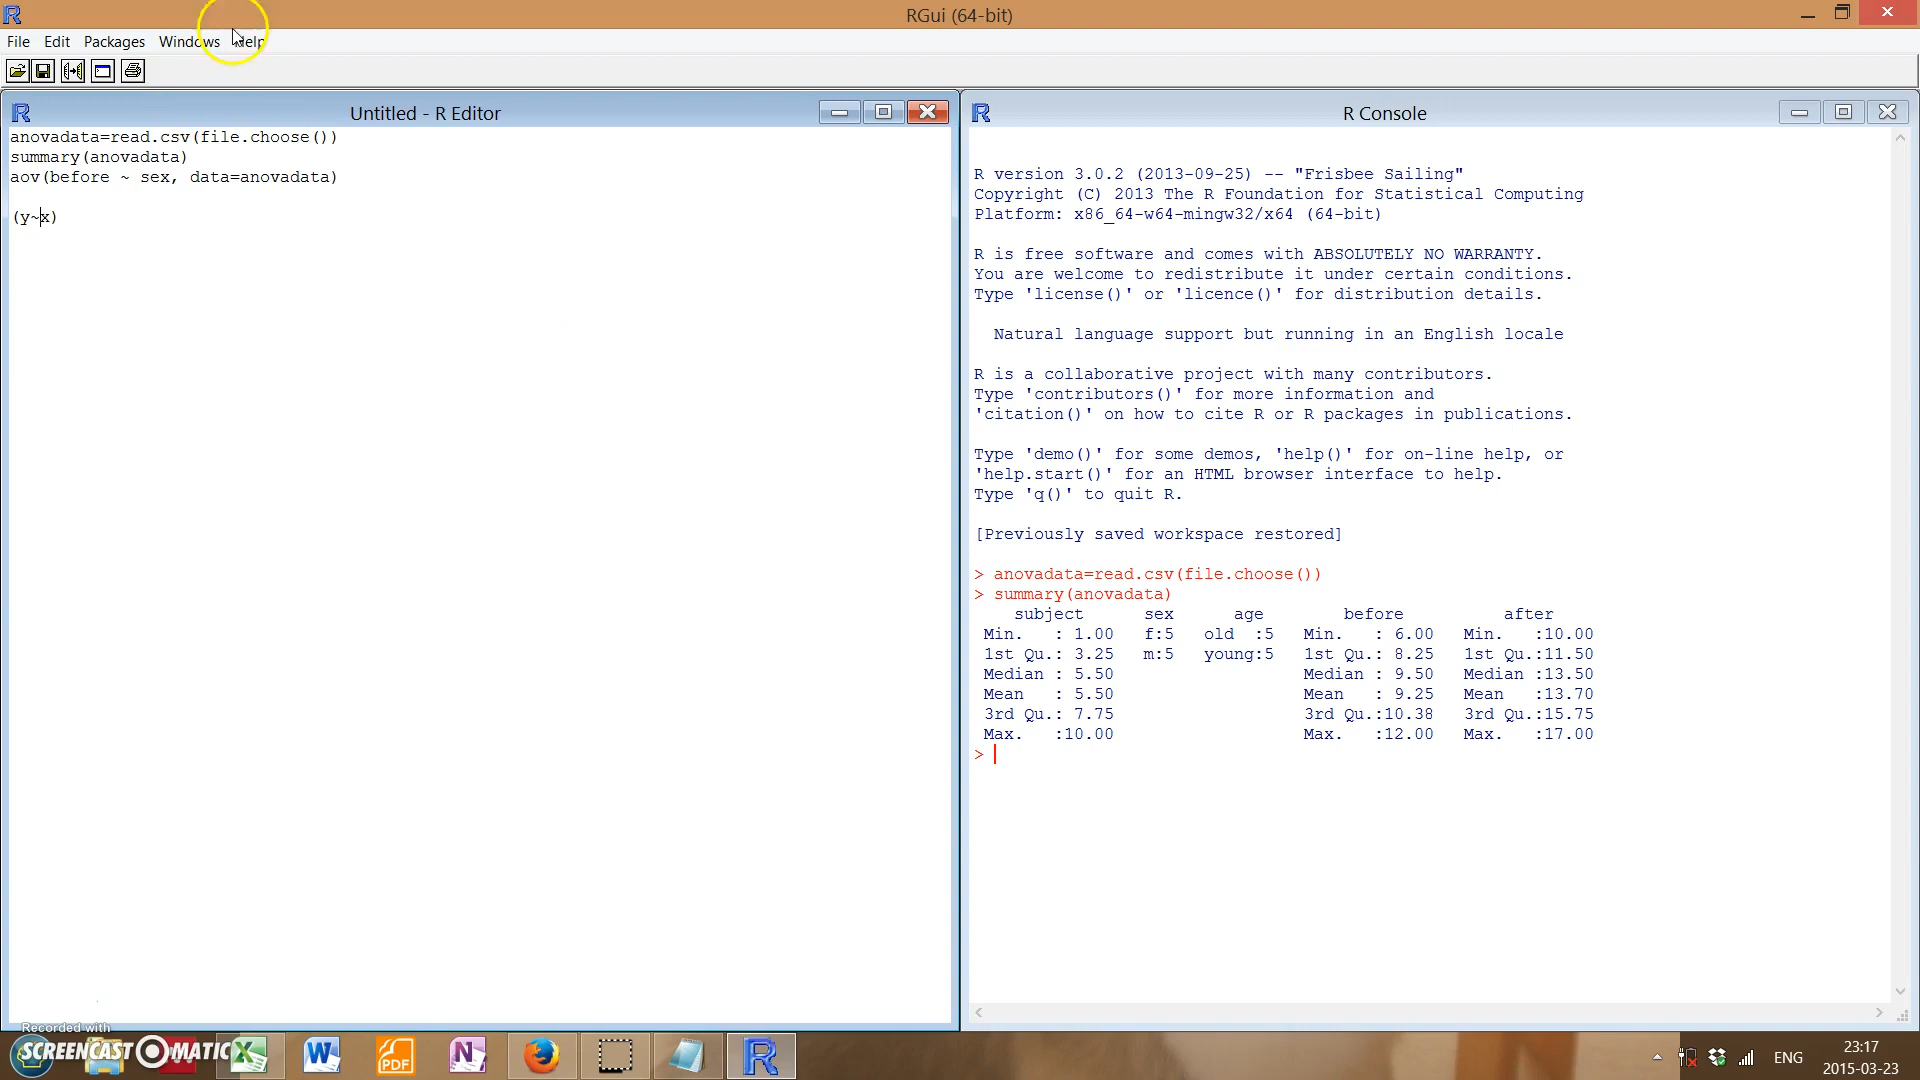 RGui (64-bit)
File Edit Packages Windows Help
Untitled - R Editor
anovadata=read.csv(file.choose())
summary(anovadata)
aov(before ~ sex, data=anovadata)
(y~x)
R Console
R version 3.0.2 (2013-09-25) -- "Frisbee Sailing"
Copyright (C) 2013 The R Foundation for Statistical Computing
Platform: x86_64-w64-mingw32/x64 (64-bit)
R is free software and comes with ABSOLUTELY NO WARRANTY.
You are welcome to redistribute it under certain conditions.
Type 'license()' or 'licence()' for distribution details.
Natural language support but running in an English locale
R is a collaborative project with many contributors.
Type 'contributors()' for more information and
'citation()' on how to cite R or R packages in publications.
Type 'demo()' for some demos, 'help()' for on-line help, or
'help.start()' for an HTML browser interface to help.
Type 'q()' to quit R.
[Previously saved workspace restored]
> anovadata=read.csv(file.choose())
> summary(anovadata)
subject sex age before after
Min. : 1.00 f:5 old :5 Min. : 6.00 Min. :10.00
1st Qu.: 3.25 m:5 young:5 1st Qu.: 8.25 1st Qu.:11.50
Median : 5.50 Median : 9.50 Median :13.50
Mean : 5.50 Mean : 9.25 Mean :13.70
3rd Qu.: 7.75 3rd Qu.:10.38 3rd Qu.:15.75
Max. :10.00 Max. :12.00 Max. :17.00
>
Recorded with
SCREENCAST O MATIC
PDF
ENG
23:17
2015-03-23